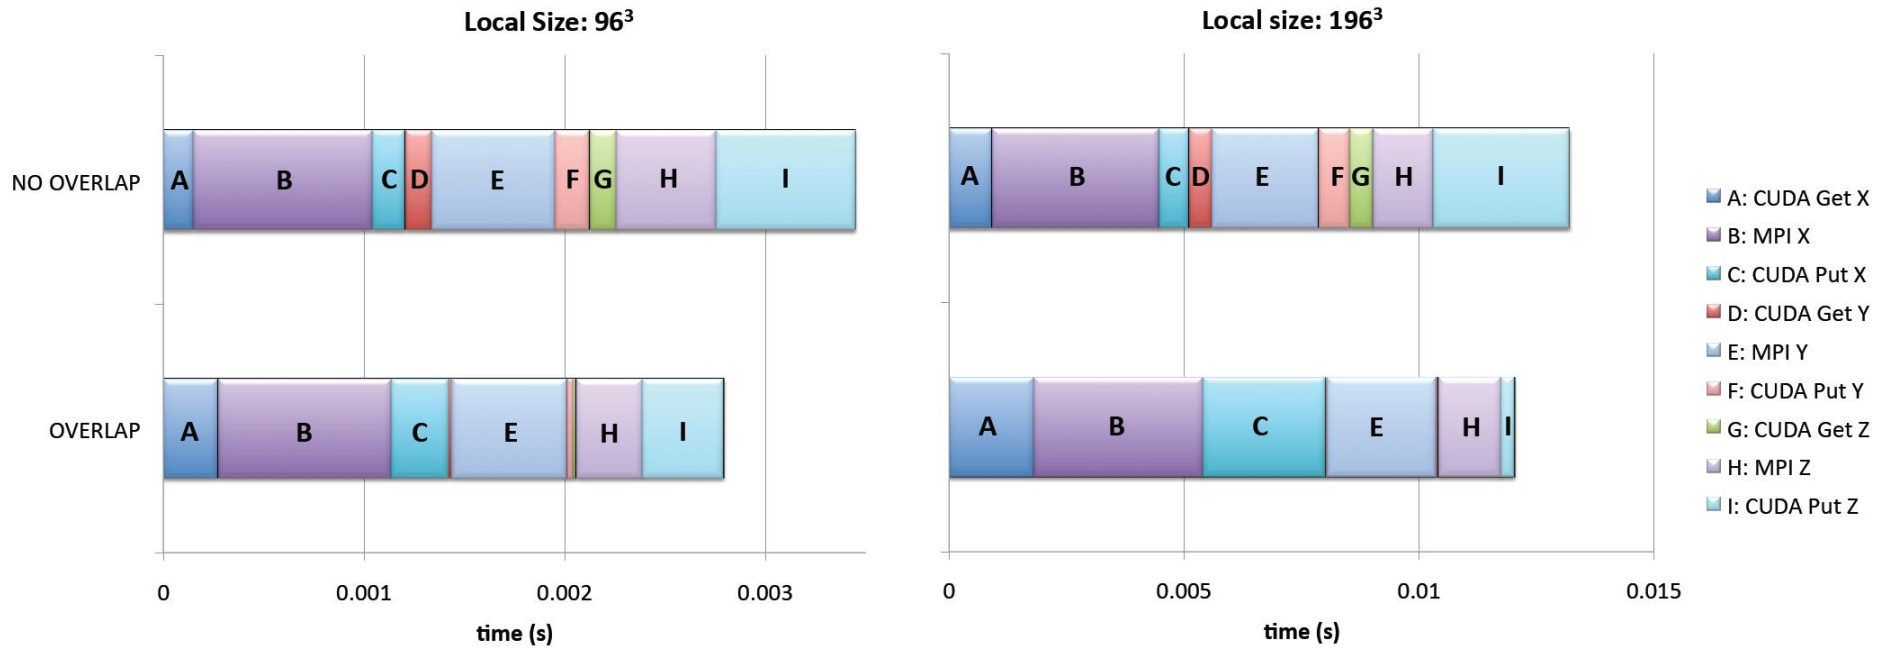 Local Size: 96³
NO OVERLAP
A B C D E F G H I
OVERLAP
A B C E H I
0 0.001 0.002 0.003
time (s)
Local size: 196³
A B C D E F G H I
A B C E H I
0 0.005 0.01 0.015
time (s)
A: CUDA Get X
B: MPI X
C: CUDA Put X
D: CUDA Get Y
E: MPI Y
F: CUDA Put Y
G: CUDA Get Z
H: MPI Z
I: CUDA Put Z